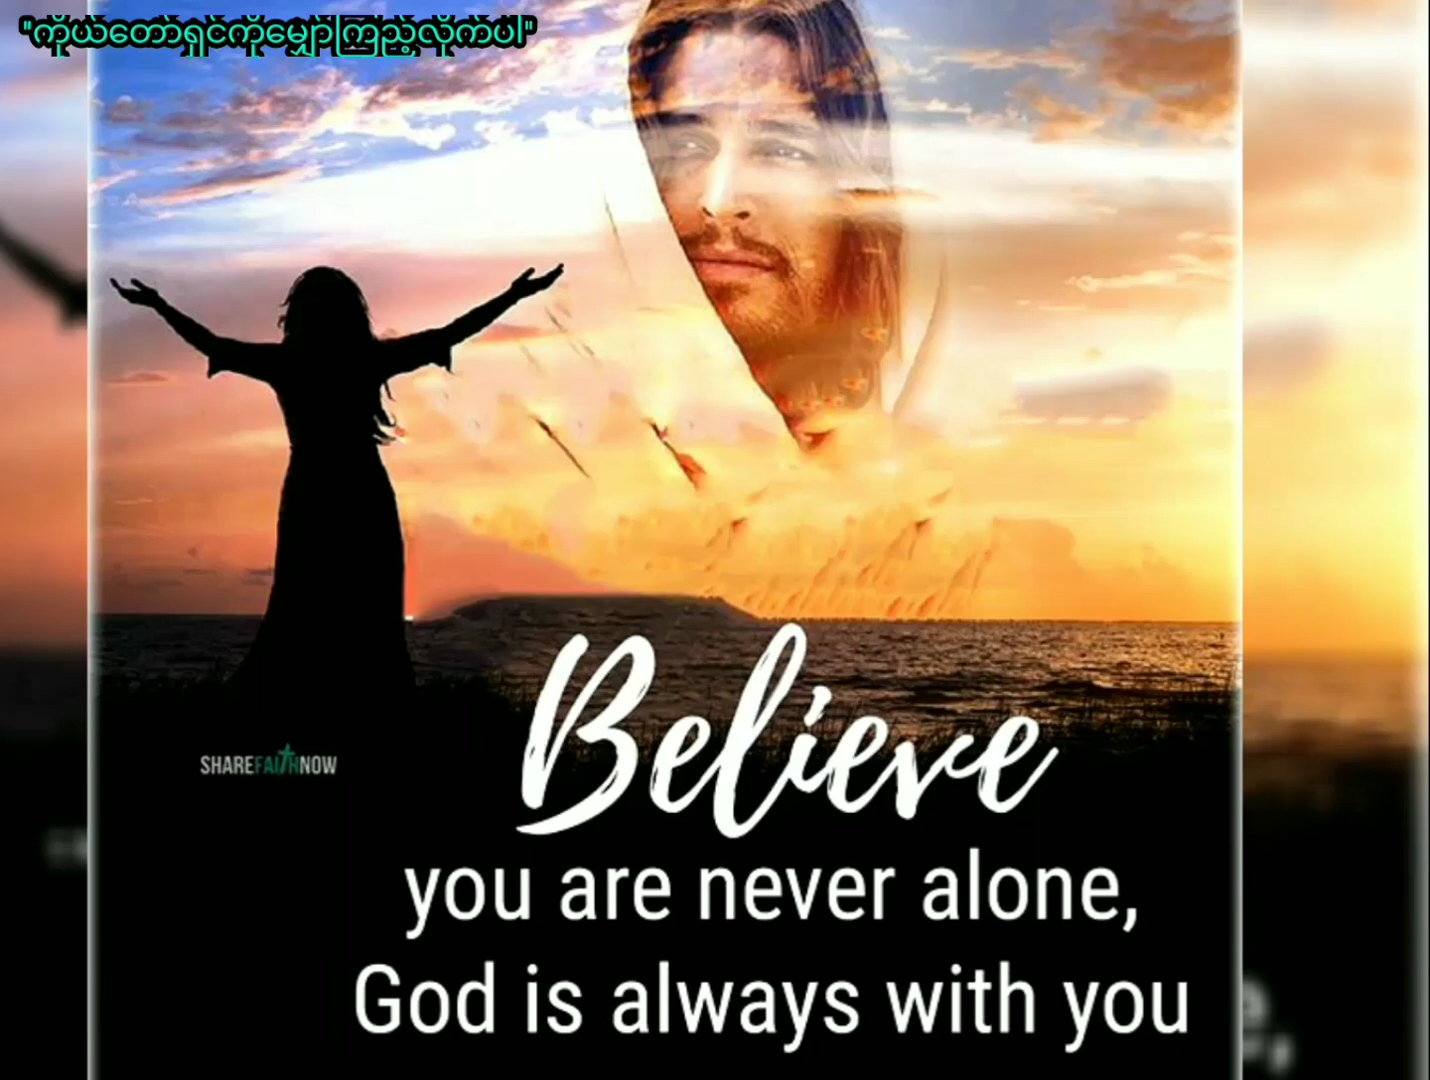 "ကိုယ်တော်ရှင်ကိုမျှော်ကြည့်လိုက်ပါ"
SHAREFAITHNOW
Believe
you are never alone,
God is always with you